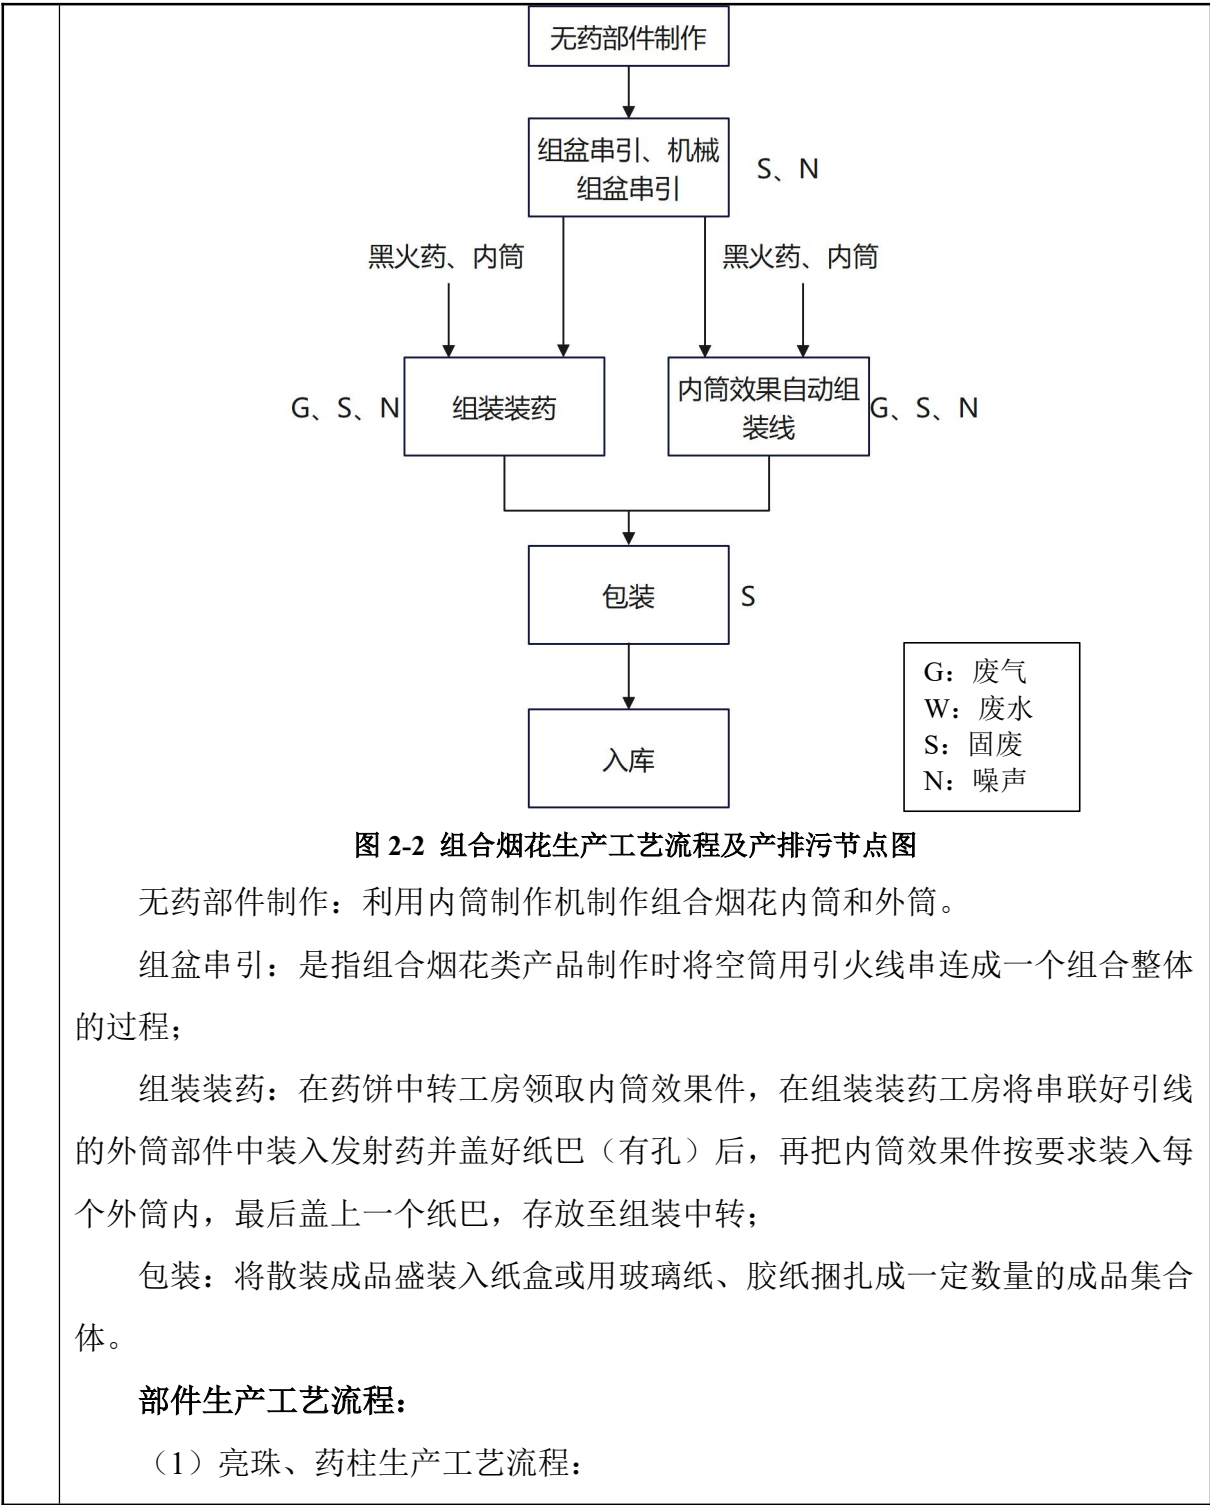 无药部件制作
组盆串引、机械
组盆串引
S、N
黑火药、内筒
黑火药、内筒
G、S、N
组装装药
内筒效果自动组
装线
G、S、N
包装
S
入库
G：废气
W：废水
S：固废
N：噪声
图 2-2 组合烟花生产工艺流程及产排污节点图
无药部件制作：利用内筒制作机制作组合烟花内筒和外筒。
组盆串引：是指组合烟花类产品制作时将空筒用引火线串连成一个组合整体
的过程；
组装装药：在药饼中转工房领取内筒效果件，在组装装药工房将串联好引线
的外筒部件中装入发射药并盖好纸巴（有孔）后，再把内筒效果件按要求装入每
个外筒内，最后盖上一个纸巴，存放至组装中转；
包装：将散装成品盛装入纸盒或用玻璃纸、胶纸捆扎成一定数量的成品集合
体。
部件生产工艺流程：
（1）亮珠、药柱生产工艺流程：